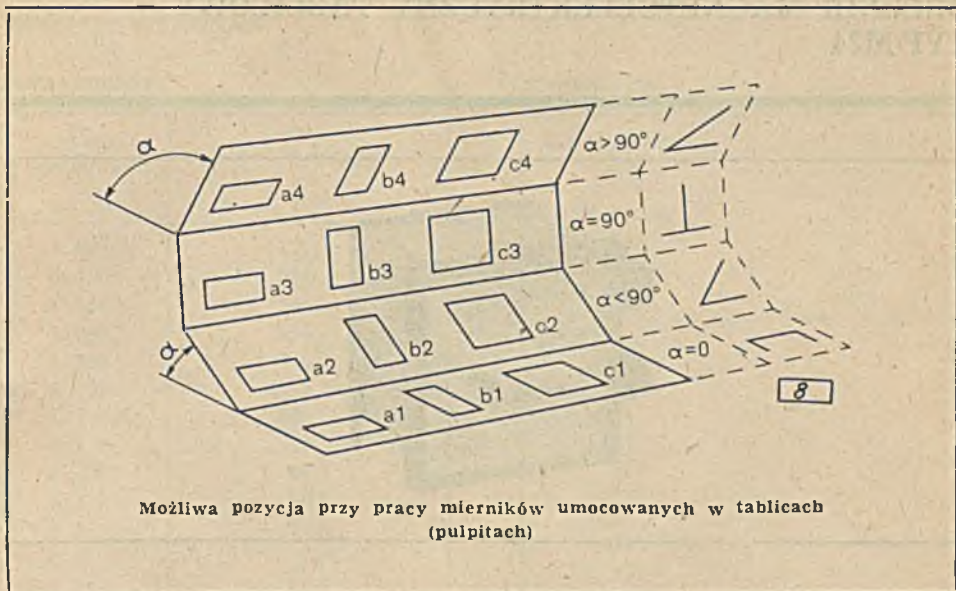 α
a4 b4 c4 α>90°
a3 b3 c3 α=90°
α
a2 b2 c2 α<90°
a1 b1 c1 α=0
8
Możliwa pozycja przy pracy mierników umocowanych w tablicach
(pulpitach)